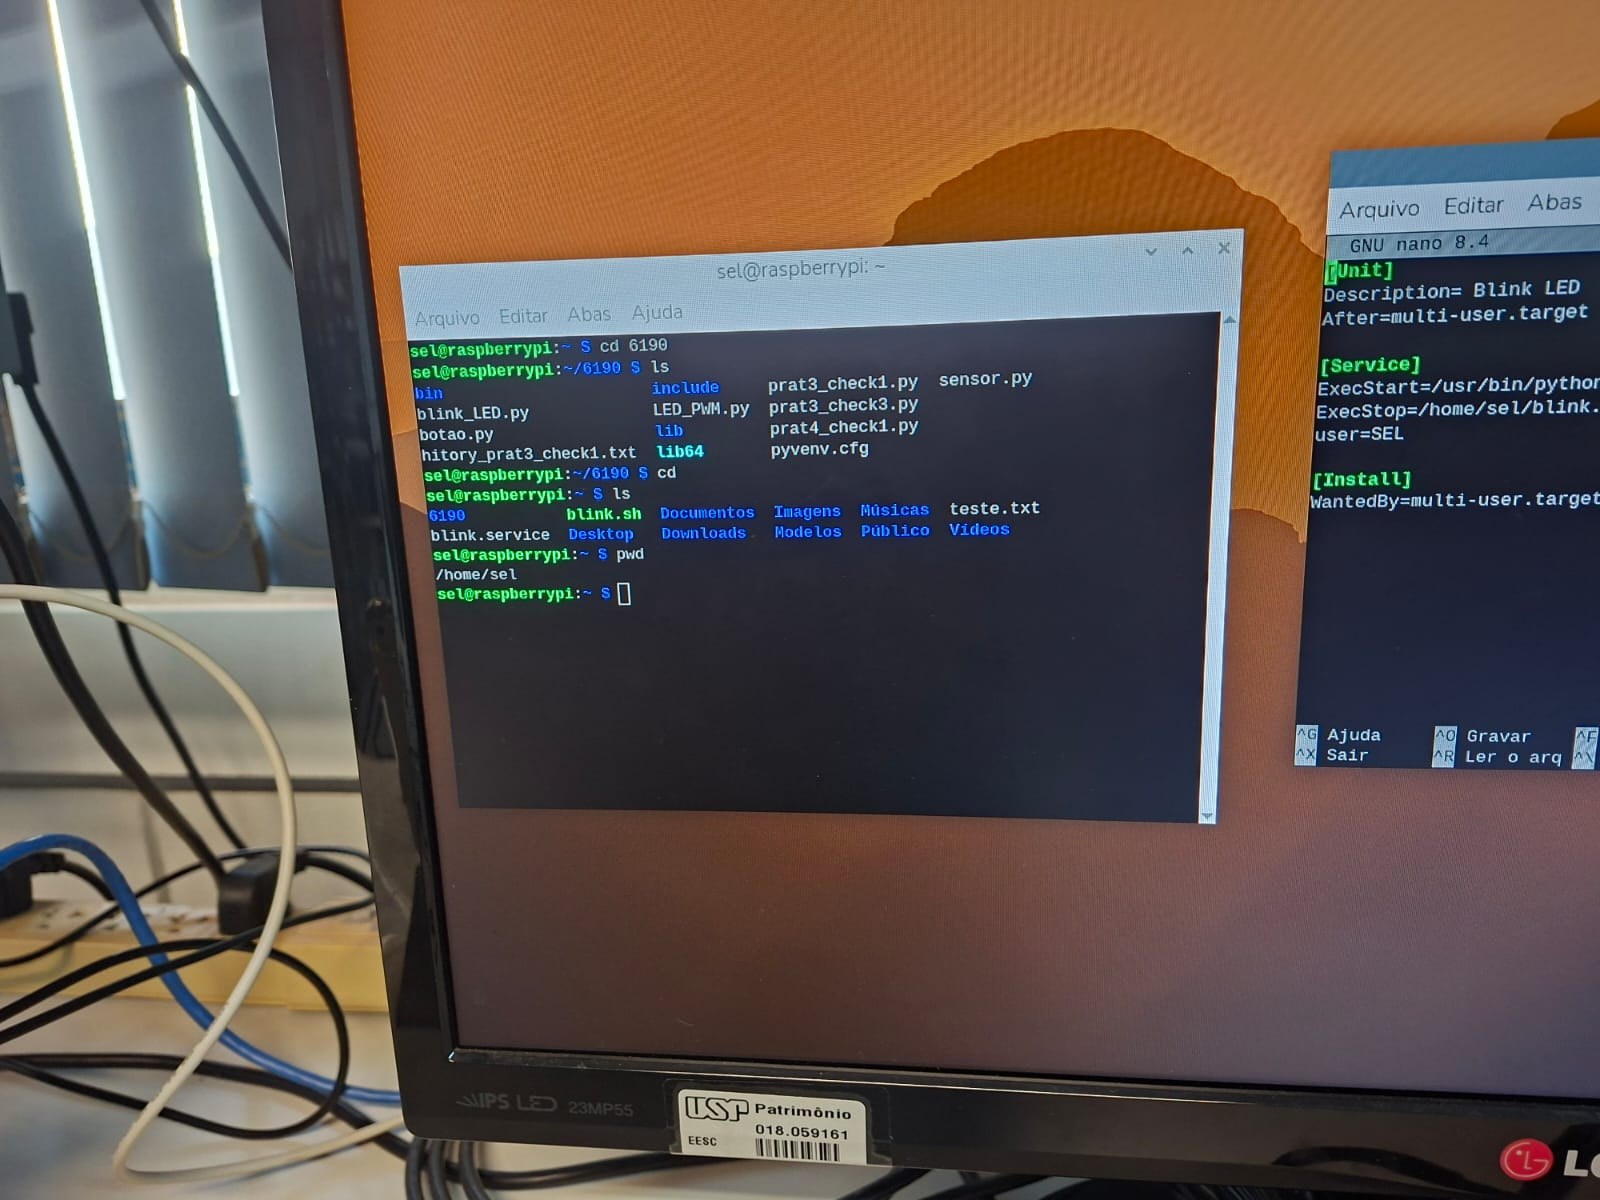 sel@raspberrypi: ~
Arquivo Editar Abas Ajuda
sel@raspberrypi:~ $ cd 6190
sel@raspberrypi:~/6190 $ ls
bin include prat3_check1.py sensor.py
blink_LED.py LED_PWM.py prat3_check3.py
botao.py lib prat4_check1.py
hitory_prat3_check1.txt lib64 pyvenv.cfg
sel@raspberrypi:~/6190 $ cd
sel@raspberrypi:~ $ ls
6190 blink.sh Documentos Imagens Músicas teste.txt
blink.service Desktop Downloads Modelos Público Vídeos
sel@raspberrypi:~ $ pwd
/home/sel
sel@raspberrypi:~ $
Arquivo Editar Abas
GNU nano 8.4
[Unit]
Description= Blink LED
After=multi-user.target
[Service]
ExecStart=/usr/bin/python
ExecStop=/home/sel/blink.
user=SEL
[Install]
WantedBy=multi-user.target
^G Ajuda ^O Gravar ^F
^X Sair ^R Ler o arq ^\
IPS LED 23MP55
USP Patrimônio
018.059161
EESC
LG